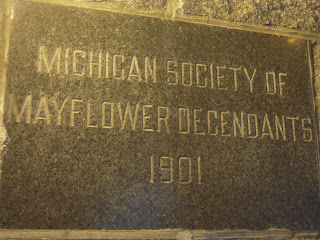 MICHIGAN SOCIETY OF
MAYFLOWER DECENDANTS
1901